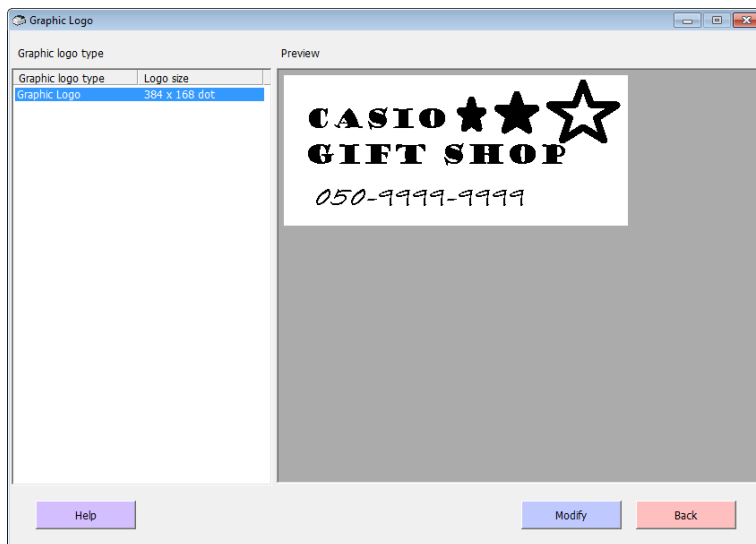 Graphic Logo
Graphic logo type
Preview
Graphic logo type Logo size
Graphic Logo 384 x 168 dot
CASIO
GIFT SHOP
050-9999-9999
Help Modify Back